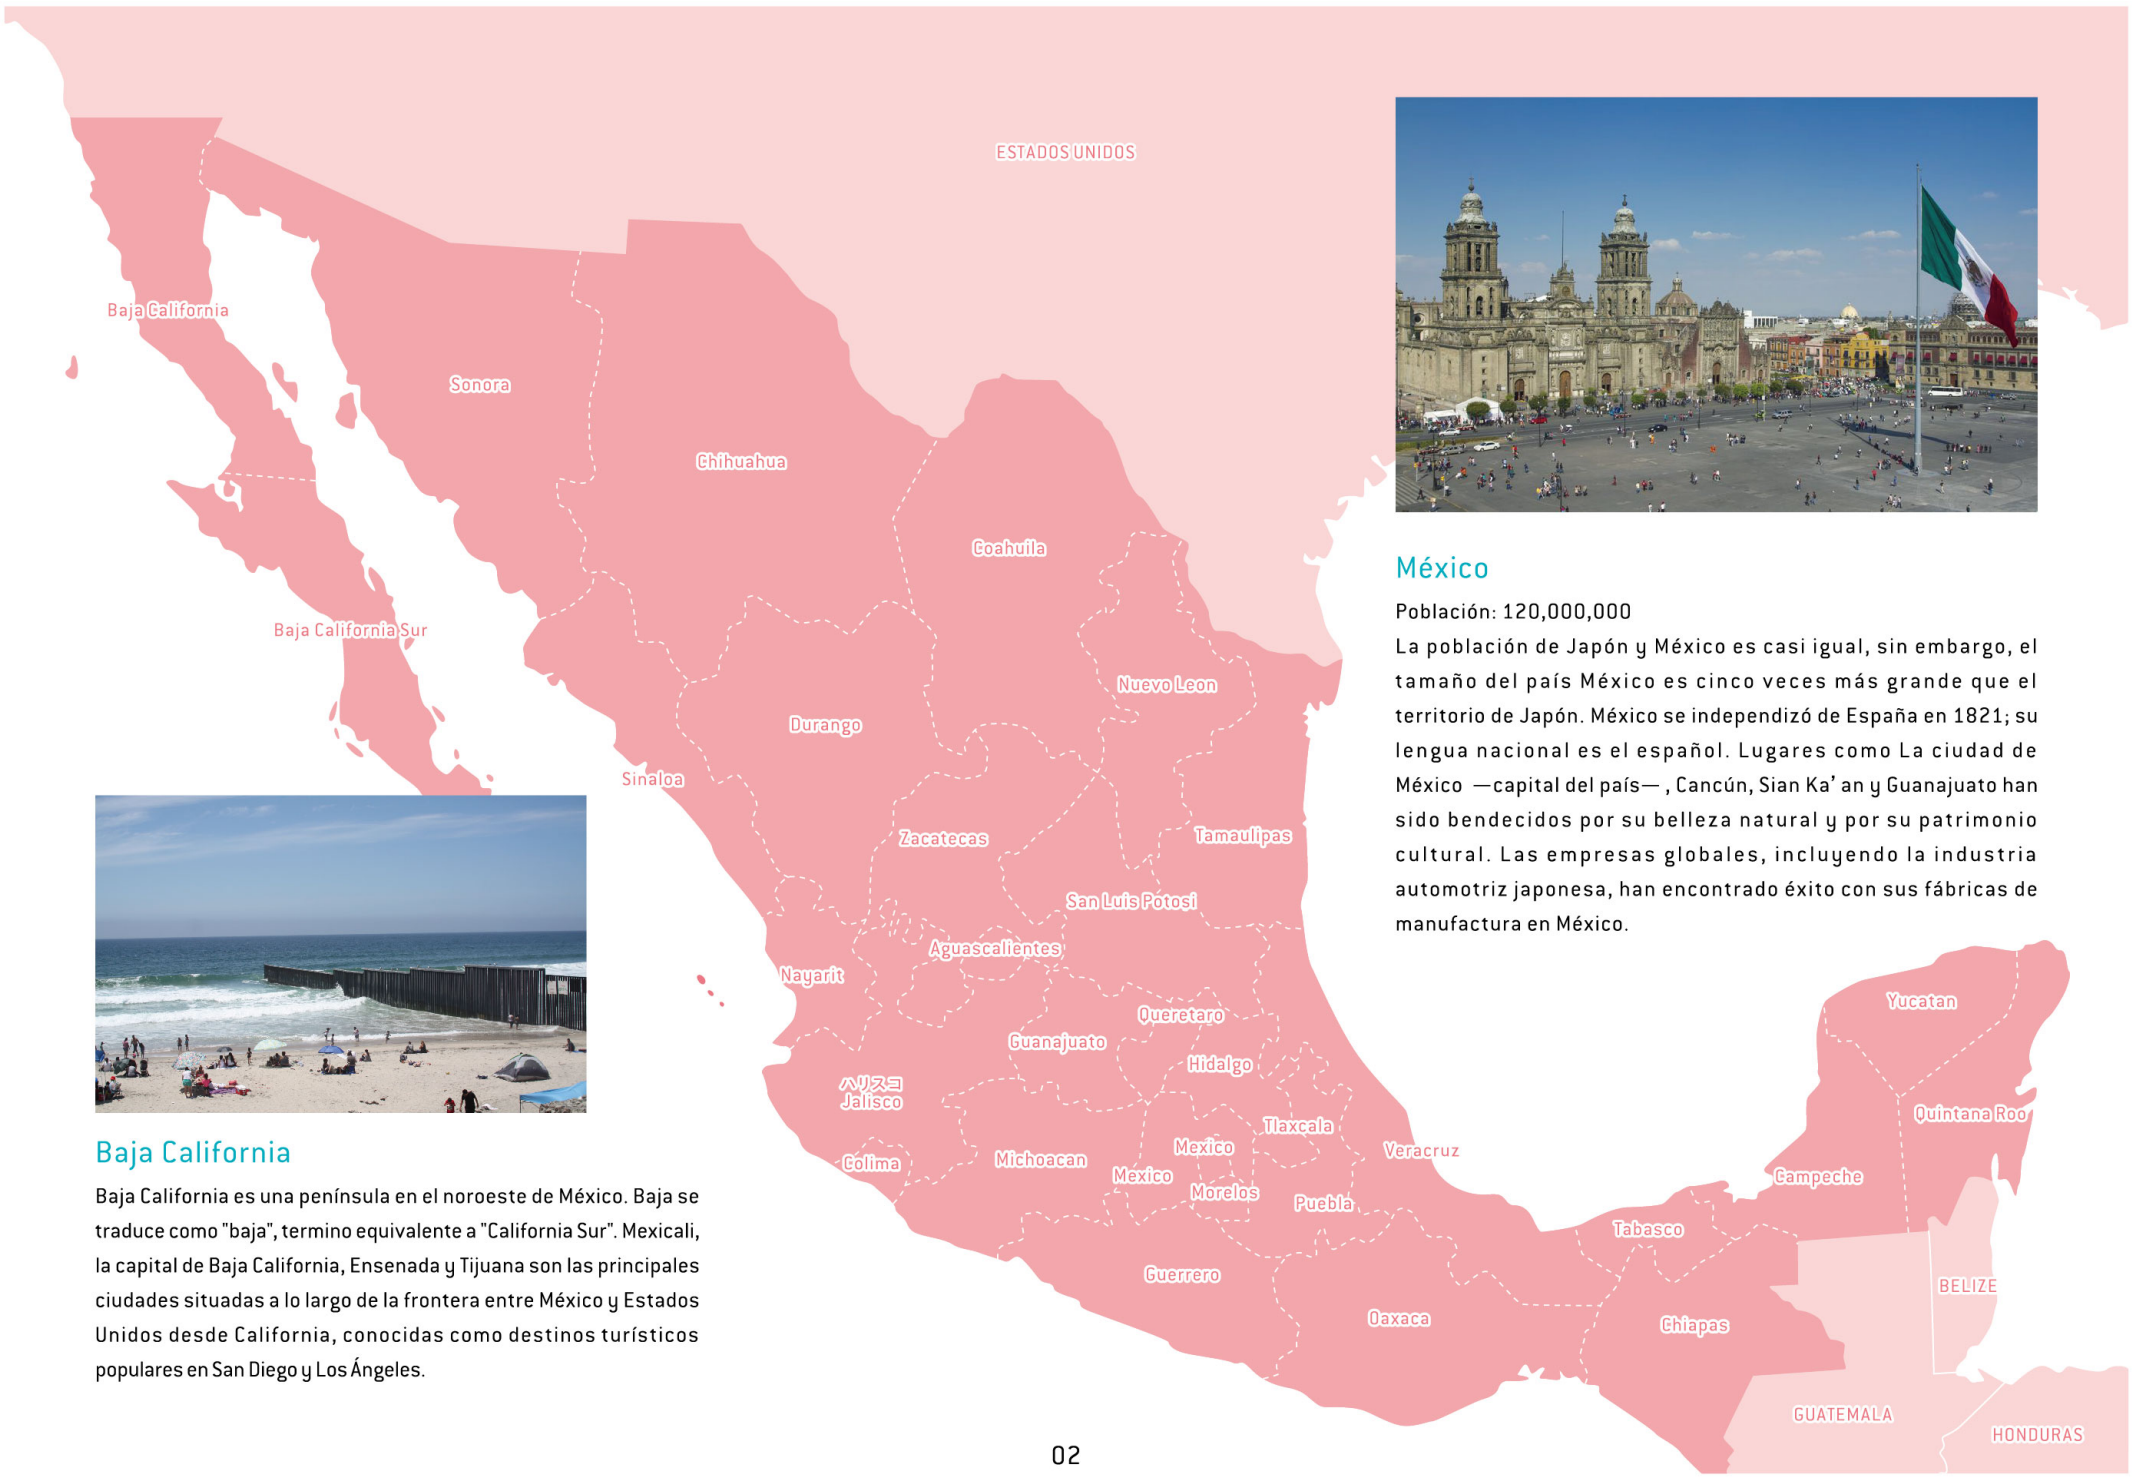 ESTADOS UNIDOS
Baja California
Sonora
Chihuahua
Coahuila
Baja California Sur
Nuevo Leon
Durango
Sinaloa
Zacatecas
Tamaulipas
San Luis Potosi
Aguascalientes
Nayarit
Queretaro
Guanajuato
Hidalgo
ハリスコ
Jalisco
Tlaxcala
Mexico
Veracruz
Colima
Michoacan
Mexico
Morelos
Puebla
Guerrero
Oaxaca
Yucatan
Quintana Roo
Campeche
Tabasco
Chiapas
BELIZE
GUATEMALA
HONDURAS
México
Población: 120,000,000
La población de Japón y México es casi igual, sin embargo, el
tamaño del país México es cinco veces más grande que el
territorio de Japón. México se independizó de España en 1821; su
lengua nacional es el español. Lugares como La ciudad de
México —capital del país— , Cancún, Sian Ka’ an y Guanajuato han
sido bendecidos por su belleza natural y por su patrimonio
cultural. Las empresas globales, incluyendo la industria
automotriz japonesa, han encontrado éxito con sus fábricas de
manufactura en México.
Baja California
Baja California es una península en el noroeste de México. Baja se
traduce como "baja", termino equivalente a "California Sur". Mexicali,
la capital de Baja California, Ensenada y Tijuana son las principales
ciudades situadas a lo largo de la frontera entre México y Estados
Unidos desde California, conocidas como destinos turísticos
populares en San Diego y Los Ángeles.
02